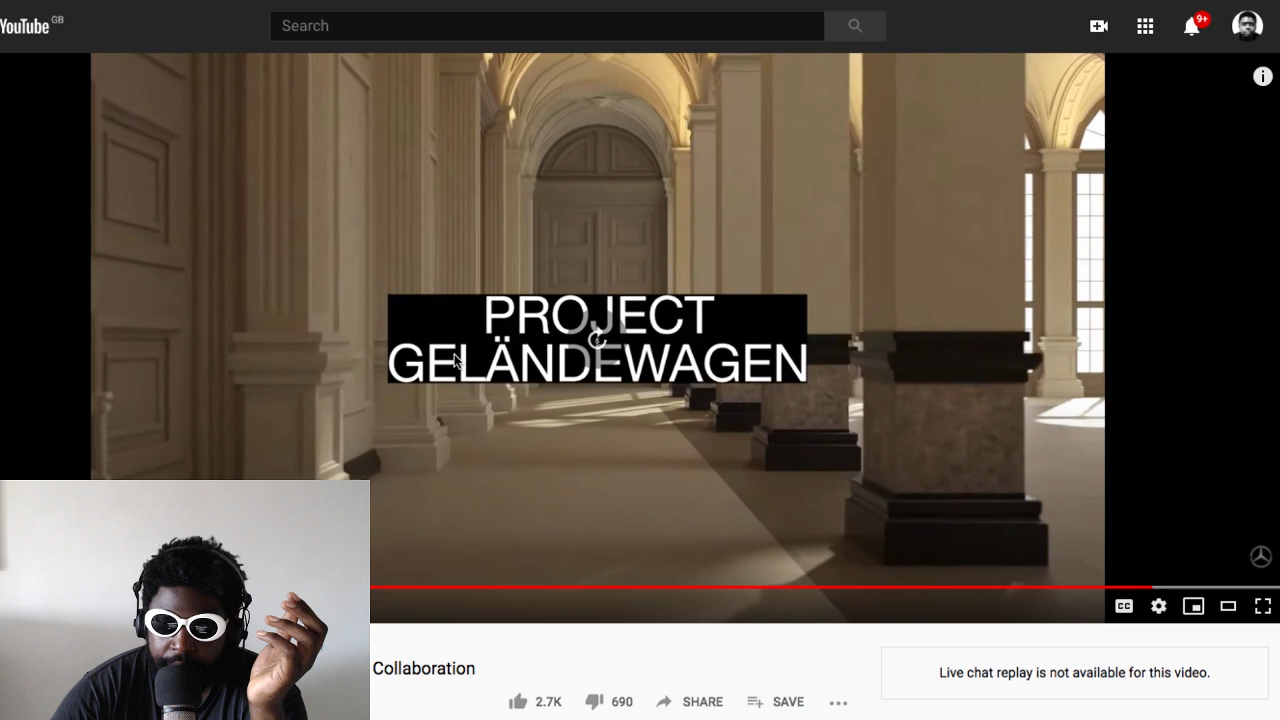 YouTube GB
Search
9+
i
PROJECT
GELÄNDEWAGEN
CC
Collaboration
Live chat replay is not available for this video.
2.7K 690 SHARE SAVE